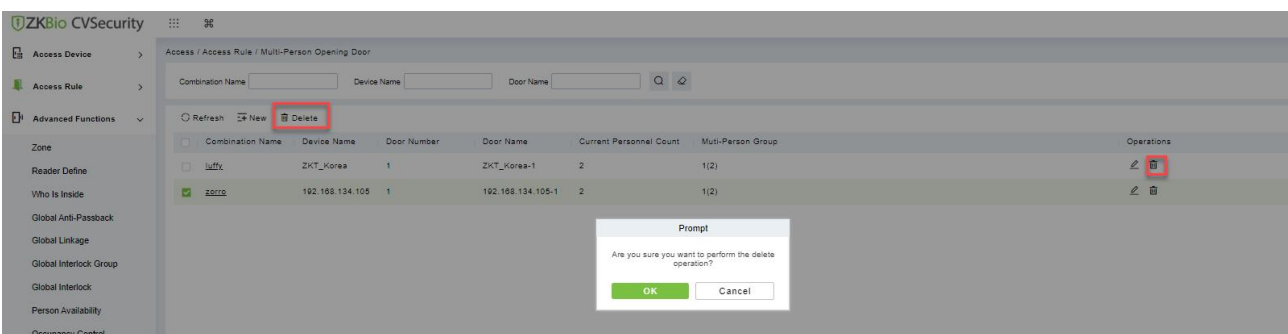 ZKBio CVSecurity
Access Device
Access / Access Rule / Multi-Person Opening Door
Combination Name
Device Name
Door Name
Access Rule
Advanced Functions
Refresh New Delete
Combination Name Device Name Door Number Door Name Current Personnel Count Muti-Person Group Operations
luffy ZKT_Korea 1 ZKT_Korea-1 2 1(2)
zorro 192.168.134.105 1 192.168.134.105-1 2 1(2)
Zone
Reader Define
Who Is Inside
Global Anti-Passback
Global Linkage
Global Interlock Group
Global Interlock
Person Availability
Occupancy Control
Prompt
Are you sure you want to perform the delete
operation?
OK Cancel